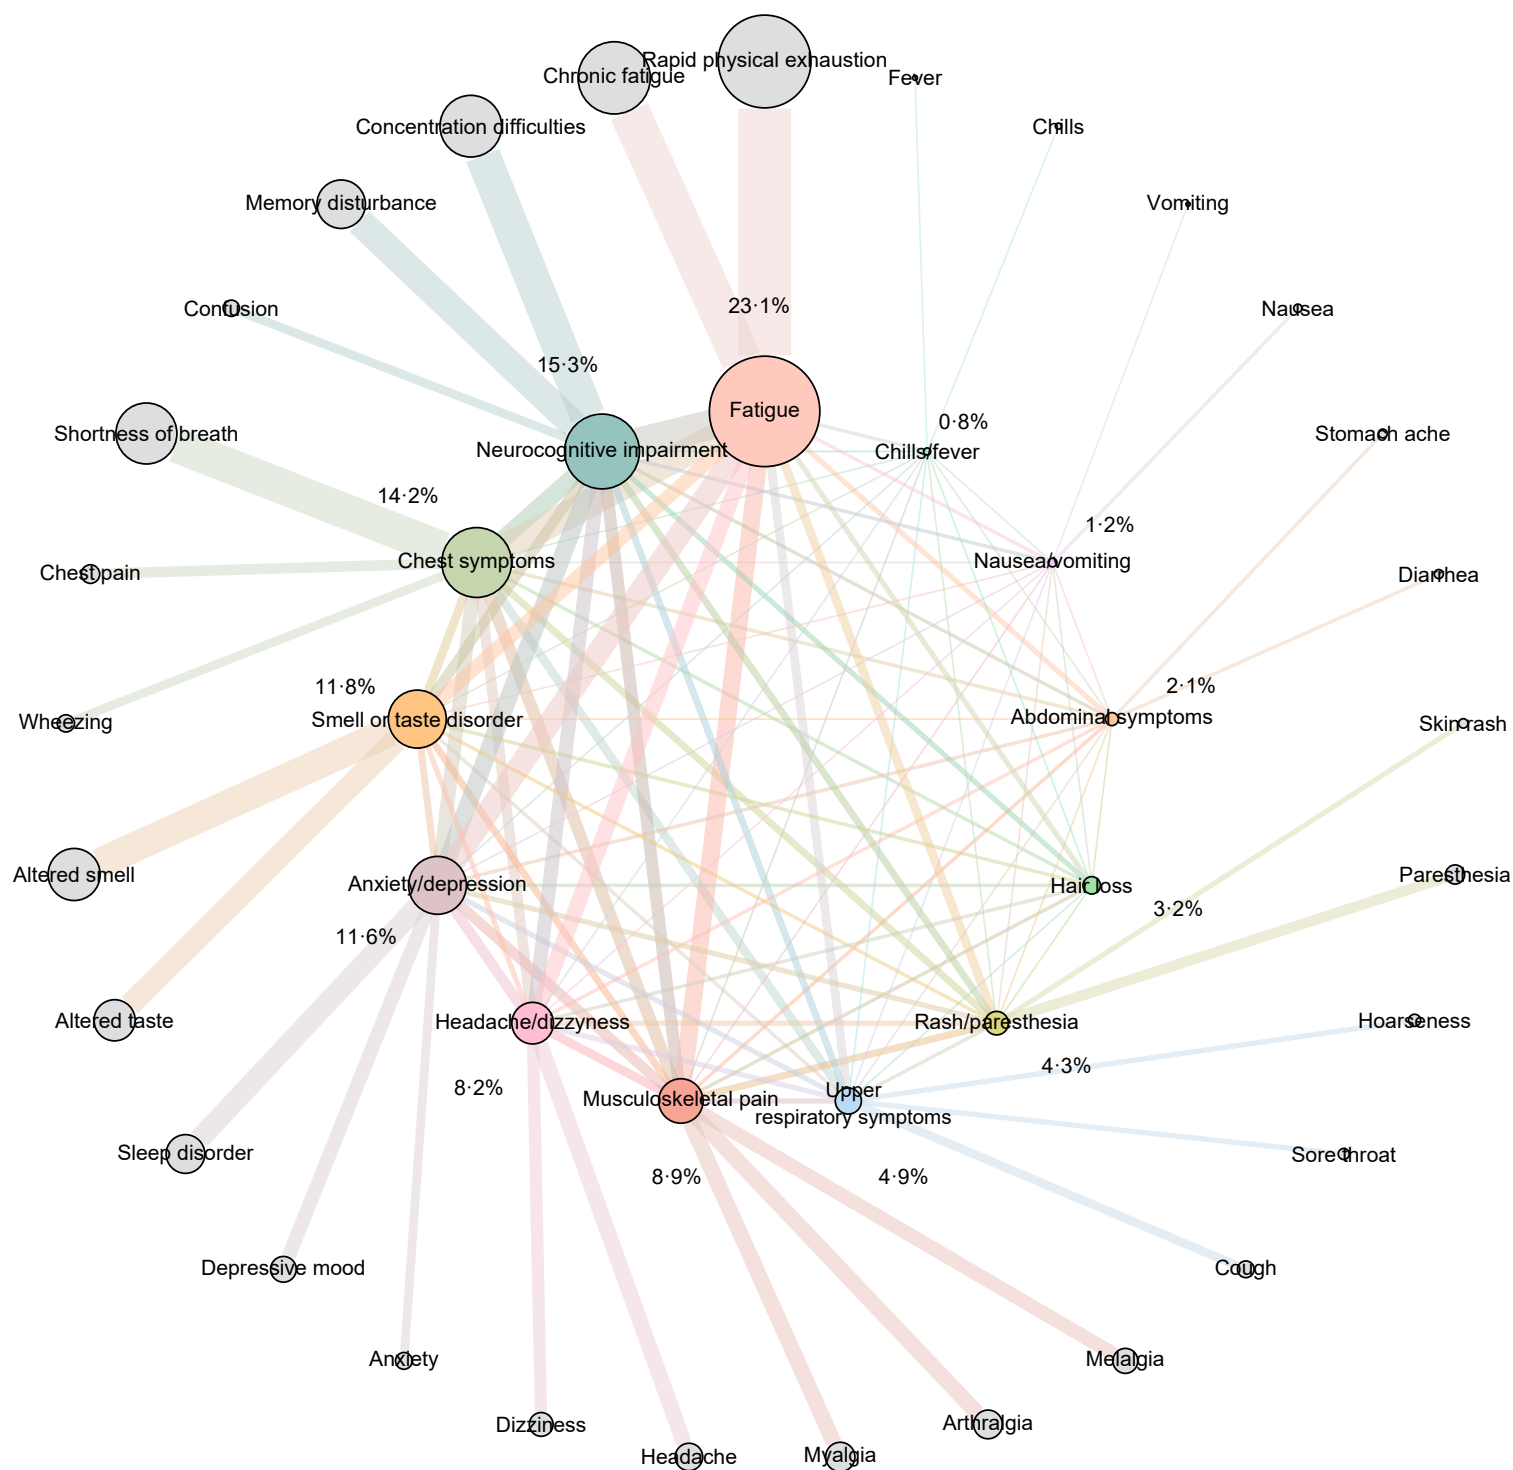 Rapid physical exhaustion
Chronic fatigue
Fever
Concentration difficulties
Chills
Memory disturbance
Vomiting
Confusion
23·1%
Nausea
15·3%
Fatigue
0·8%
Shortness of breath
Neurocognitive impairment
Chills/fever
Stomach ache
14·2%
1·2%
Chest pain
Chest symptoms
Nausea/vomiting
Diarrhea
11·8%
2·1%
Wheezing
Smell or taste disorder
Abdominal symptoms
Skin rash
Altered smell
Anxiety/depression
Hair loss
Paresthesia
11·6%
3·2%
Altered taste
Headache/dizzyness
Rash/paresthesia
Hoarseness
8·2%
4·3%
Musculoskeletal pain
Upper
respiratory symptoms
Sleep disorder
8·9%
4·9%
Sore throat
Depressive mood
Cough
Anxiety
Melalgia
Dizziness
Arthralgia
Headache
Myalgia